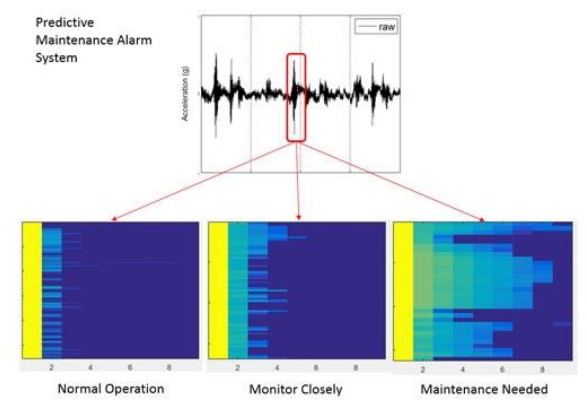 Predictive
Maintenance Alarm
System
raw
Acceleration (g)
2 4 6 8
2 4 6 8
2 4 6 8
Normal Operation
Monitor Closely
Maintenance Needed